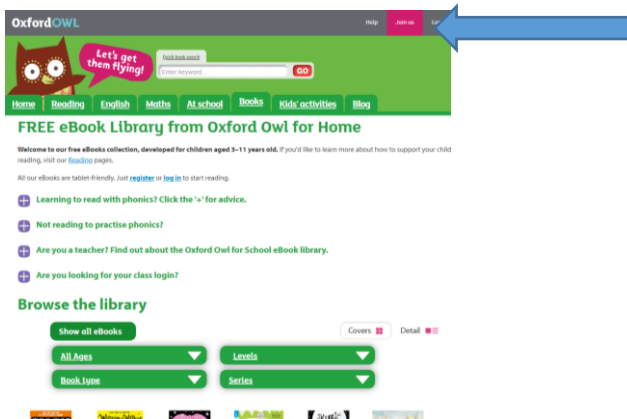 OxfordOWL
Help
Join us
Let's get
them flying!
Quick book search
Enter keyword
GO
Home
Reading
English
Maths
At school
Books
Kids' activities
Blog
FREE eBook Library from Oxford Owl for Home
Welcome to our free eBooks collection, developed for children aged 3–11 years old. If you'd like to learn more about how to support your child
reading, visit our Reading pages.
All our eBooks are tablet-friendly. Just register or log in to start reading.
Learning to read with phonics? Click the '+' for advice.
Not reading to practise phonics?
Are you a teacher? Find out about the Oxford Owl for School eBook library.
Are you looking for your class login?
Browse the library
Show all eBooks
Covers
Detail
All Ages
Levels
Book type
Series